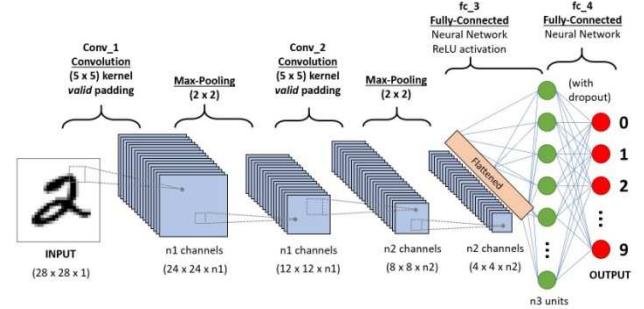 fc_3
Fully-Connected
Neural Network
ReLU activation
fc_4
Fully-Connected
Neural Network
Conv_1
Convolution
(5 x 5) kernel
valid padding
Max-Pooling
(2 x 2)
Conv_2
Convolution
(5 x 5) kernel
valid padding
Max-Pooling
(2 x 2)
(with
dropout)
Flattened
0
1
2
9
INPUT
(28 x 28 x 1)
n1 channels
(24 x 24 x n1)
n1 channels
(12 x 12 x n1)
n2 channels
(8 x 8 x n2)
n2 channels
(4 x 4 x n2)
OUTPUT
n3 units